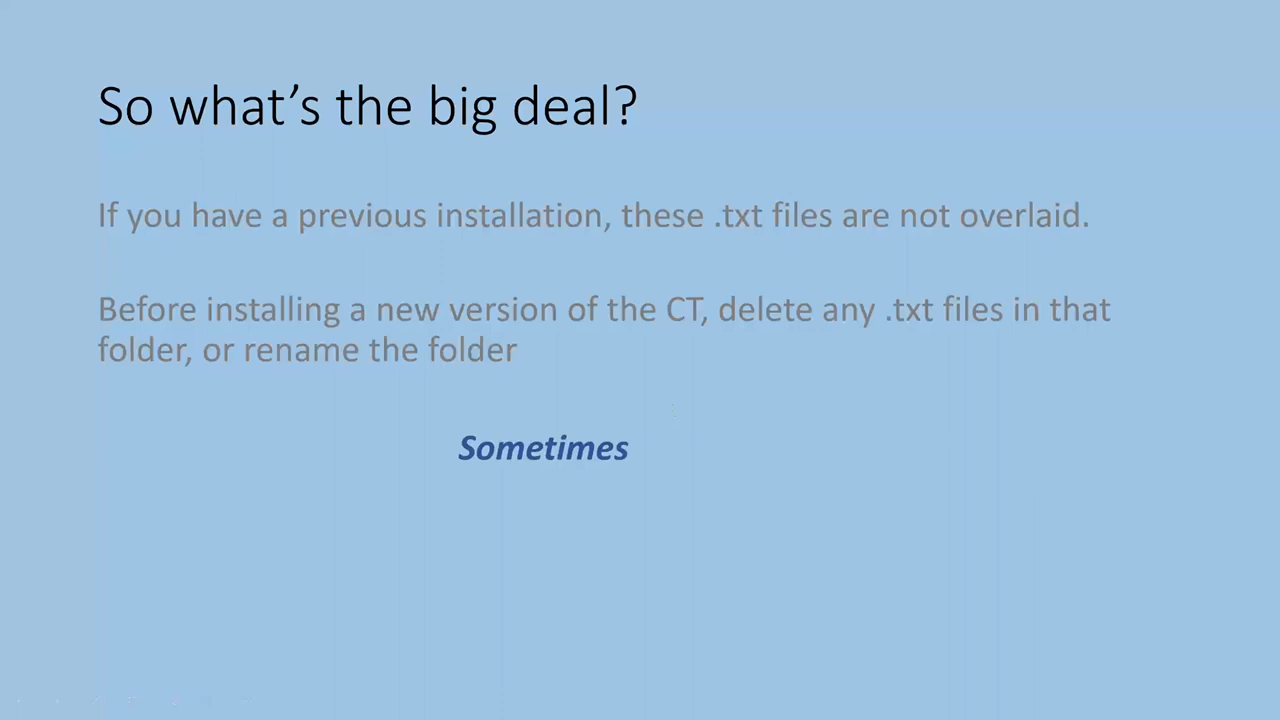 So what’s the big deal?
If you have a previous installation, these .txt files are not overlaid.
Before installing a new version of the CT, delete any .txt files in that
folder, or rename the folder
Sometimes